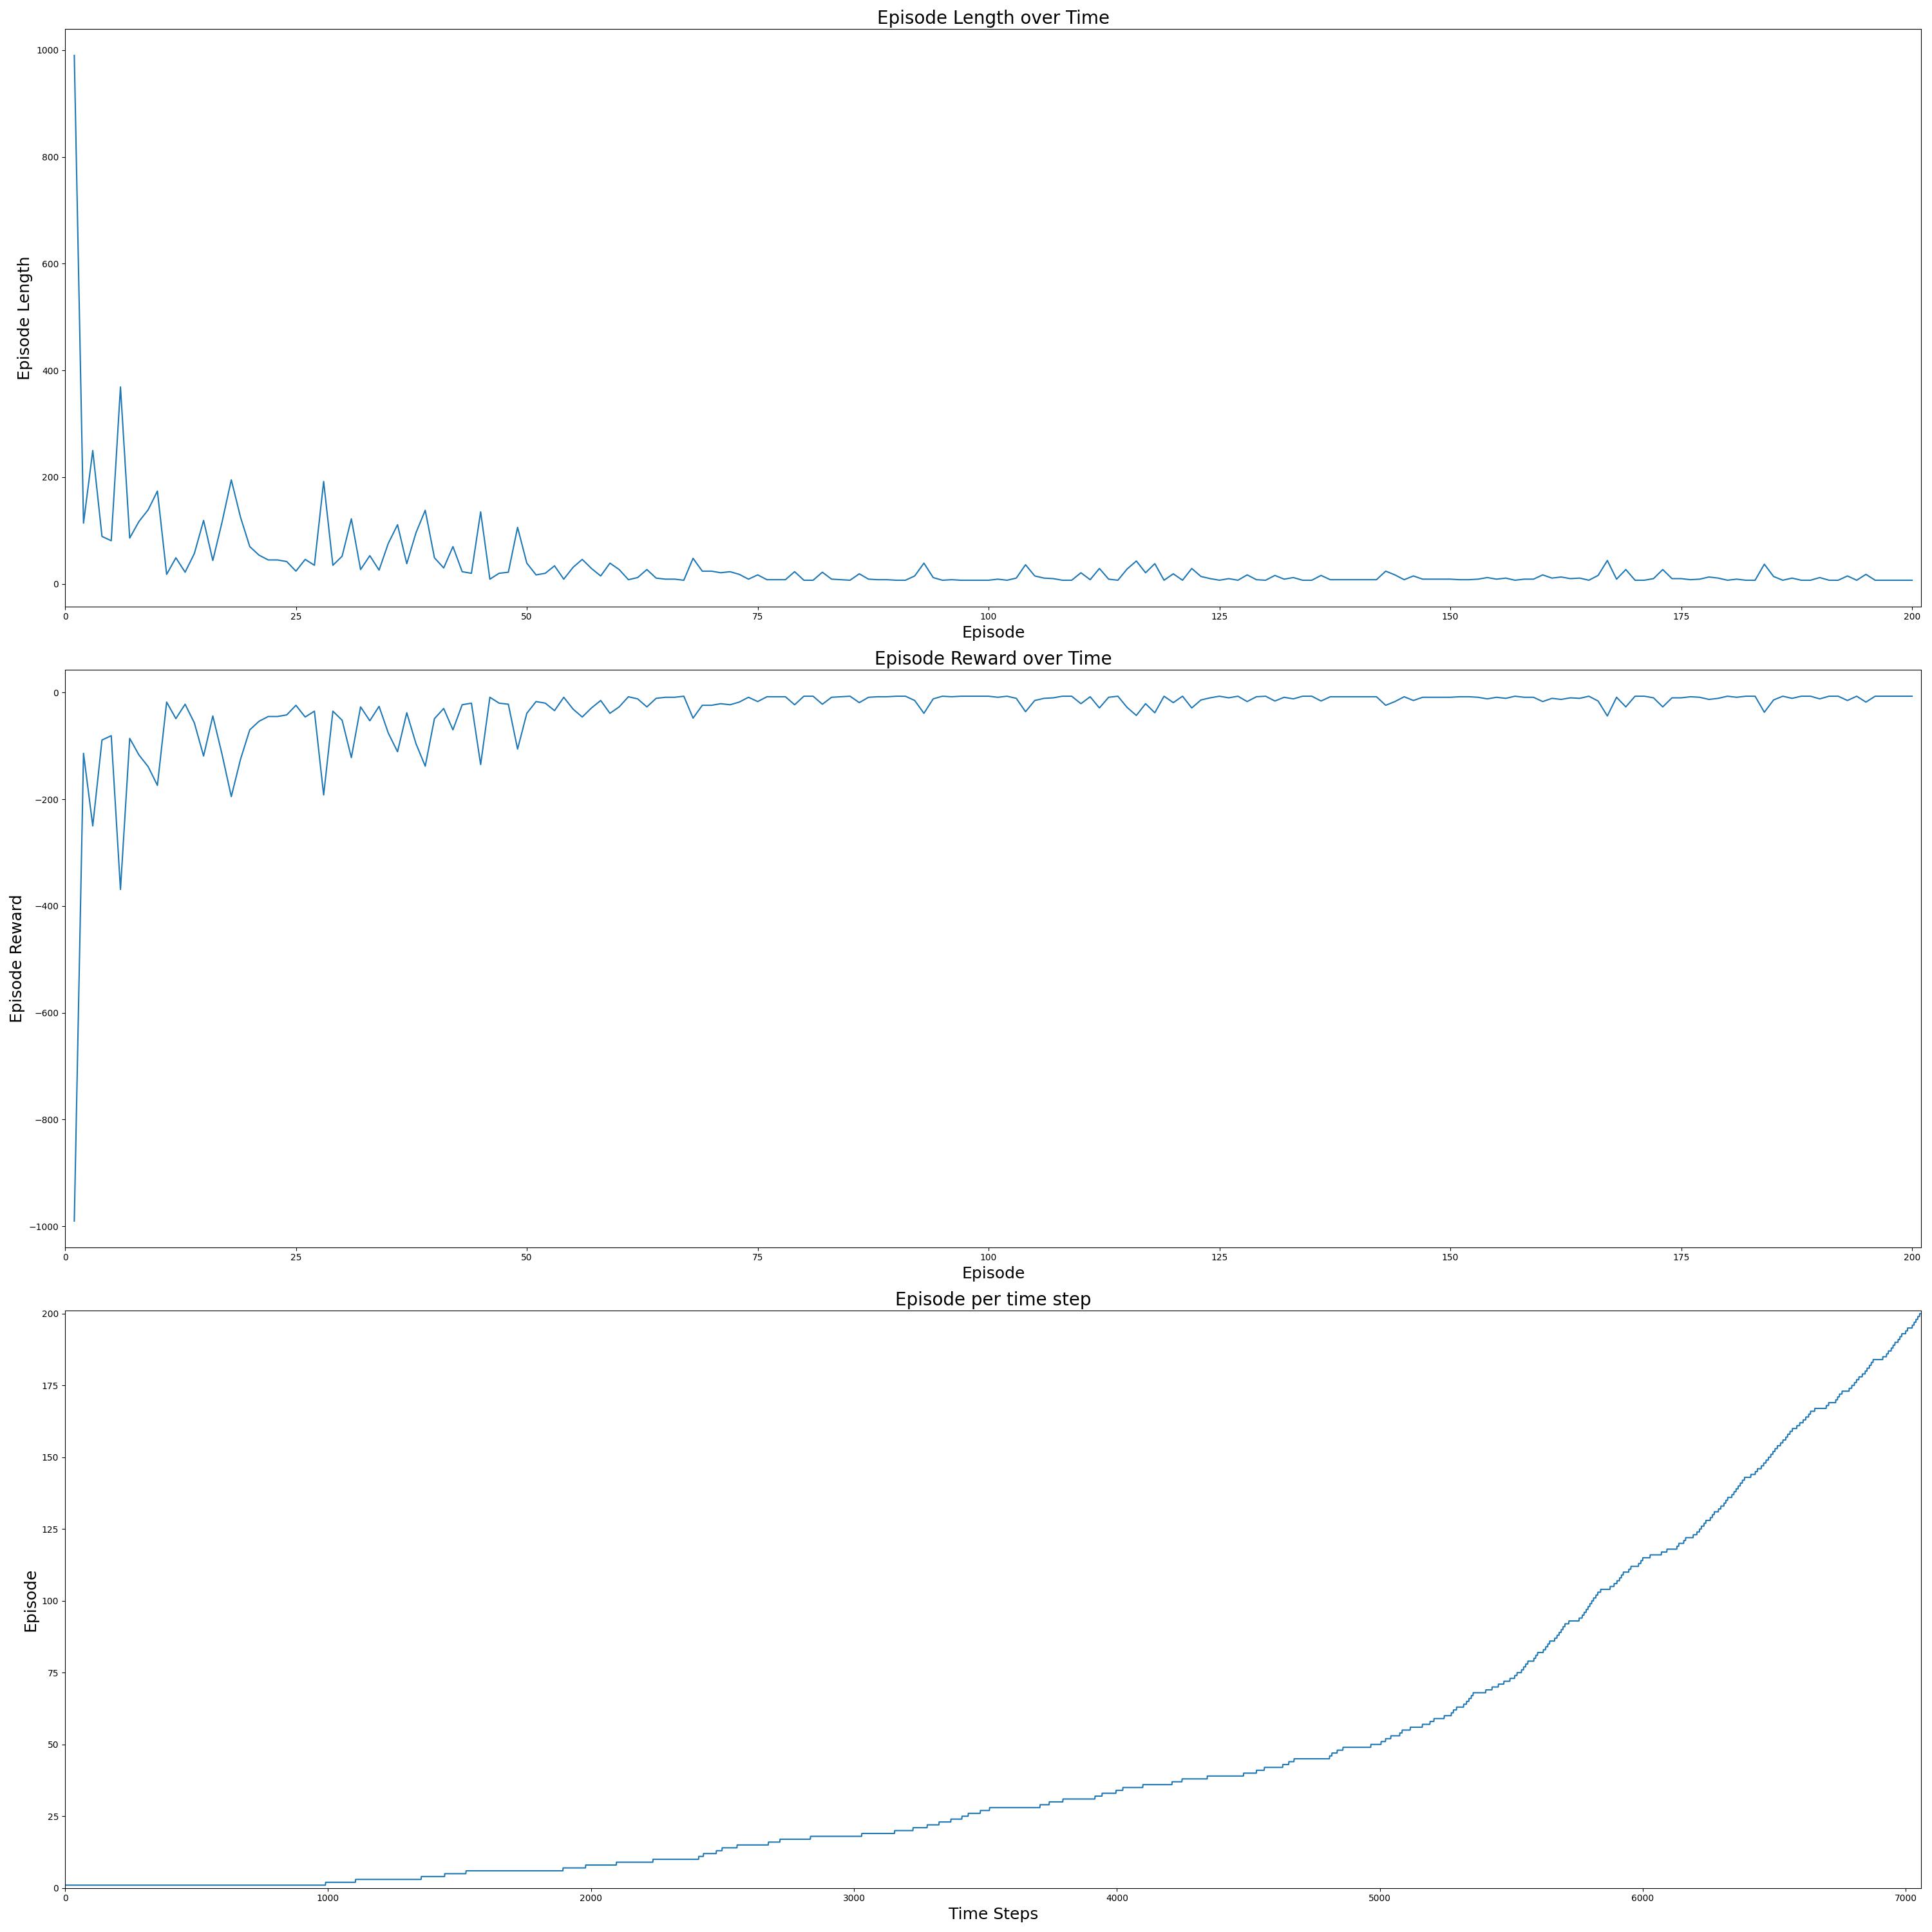 Episode Length over Time
1000
800
600
400
200
0
Episode Length
0 25 50 75 100 125 150 175 200
Episode
Episode Reward over Time
0
−200
−400
−600
−800
−1000
Episode Reward
0 25 50 75 100 125 150 175 200
Episode
Episode per time step
200
175
150
125
100
75
50
25
0
Episode
0 1000 2000 3000 4000 5000 6000 7000
Time Steps